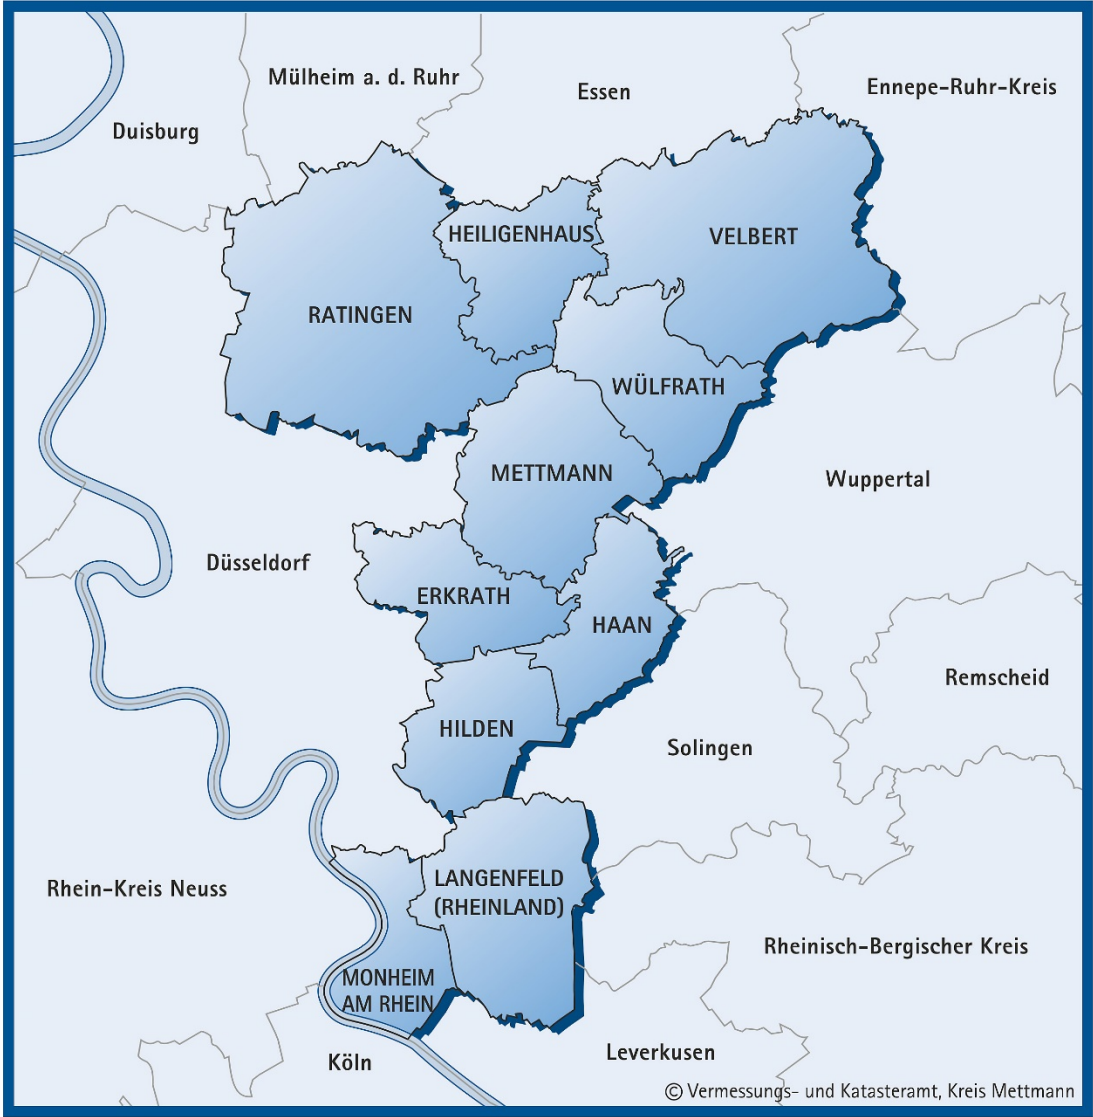 Mülheim a. d. Ruhr
Essen
Ennepe-Ruhr-Kreis
Duisburg
HEILIGENHAUS
VELBERT
RATINGEN
WÜLFRATH
METTMANN
Wuppertal
Düsseldorf
ERKRATH
HAAN
Remscheid
HILDEN
Solingen
Rhein-Kreis Neuss
LANGENFELD
(RHEINLAND)
Rheinisch-Bergischer Kreis
MONHEIM
AM RHEIN
Köln
Leverkusen
© Vermessungs- und Katasteramt, Kreis Mettmann